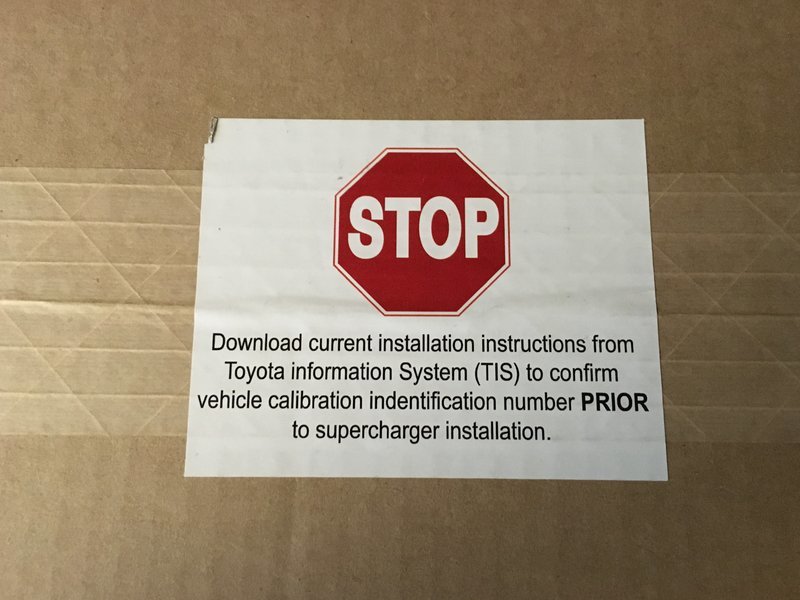 STOP
Download current installation instructions from
Toyota information System (TIS) to confirm
vehicle calibration indentification number PRIOR
to supercharger installation.